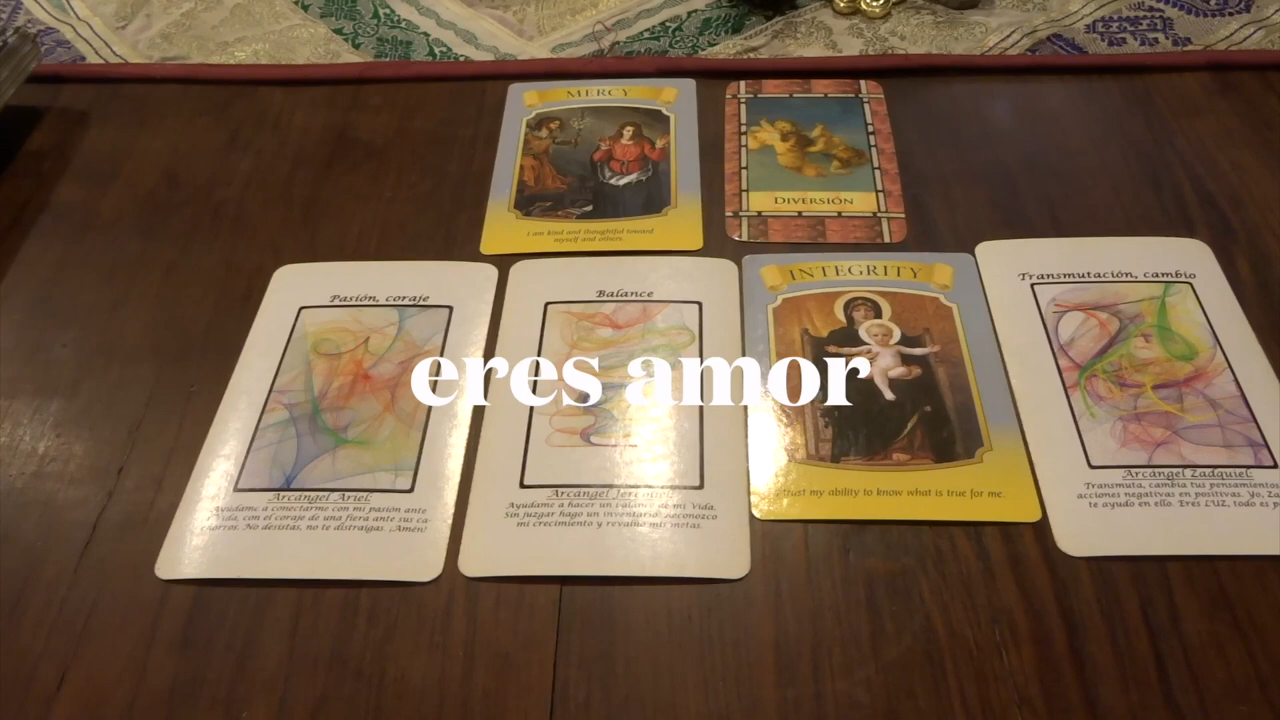 MERCY
I am kind and thoughtful toward
myself and others.
DIVERSIÓN
Pasión, coraje
Arcángel Ariel:
Ayúdame a conectarme con mi pasión ante
Vida, con el coraje de una fiera ante sus ca-
chorros. No desistas, no te distraigas. ¡Amén!
Balance
Arcángel
Ayúdame a hacer un balance de mi Vida.
Sin juzgar hago un inventario. Reconozco
mi crecimiento y revalúo mis metas.
INTEGRITY
trust my ability to know what is true for me.
Transmutación, cambio
Arcángel Zadquiel:
Transmuta, cambia tus pensamientos
acciones negativas en positivas. Yo, Za
te ayudo en ello. Eres LUZ, todo es p
eres amor